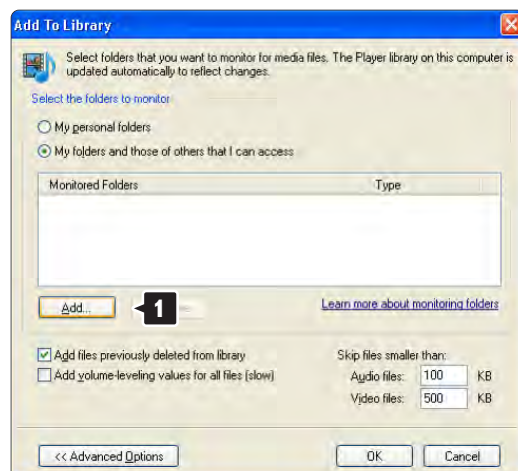 Add To Library
Select folders that you want to monitor for media files. The Player library on this computer is
updated automatically to reflect changes.
Select the folders to monitor
My personal folders
My folders and those of others that I can access
Monitored Folders Type
Add... 1
Learn more about monitoring folders
Add files previously deleted from library
Add volume-leveling values for all files (slow)
Skip files smaller than:
Audio files: 100 KB
Video files: 500 KB
<< Advanced Options OK Cancel